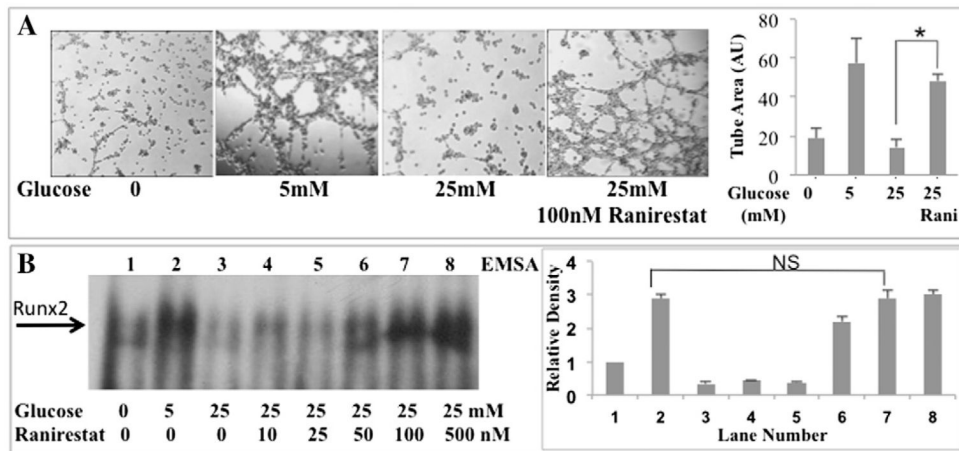 A
Glucose 0 5mM 25mM 25mM
100nM Ranirestat
Tube Area (AU)
80
60
40
20
0
*
Glucose 0 5 25 25
(mM) Rani
B 1 2 3 4 5 6 7 8 EMSA
Runx2
Glucose 0 5 25 25 25 25 25 25 mM
Ranirestat 0 0 0 10 25 50 100 500 nM
Relative Density
4
3
2
1
0
NS
1 2 3 4 5 6 7 8
Lane Number